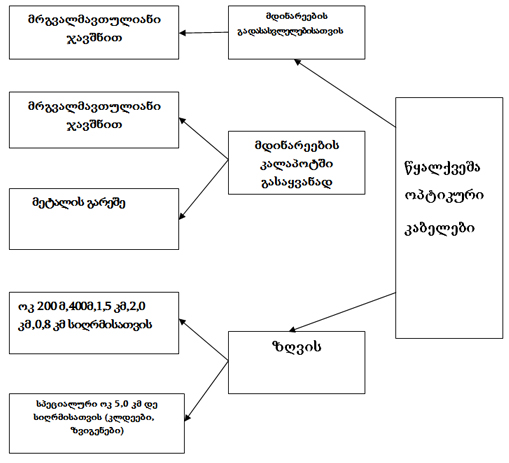 მრგვალმავთულიანი
ჯავშნით
მდინარეების
გადასასვლელებისათვის
მრგვალმავთულიანი
ჯავშნით
მდინარეების
კალაპოტში
გასაყვანად
წყალქვეშა
ოპტიკური
კაბელები
მეტალის გარეშე
ოკ 200 მ,400მ,1,5 კმ,2,0
კმ,0,8 კმ სიღრმისათვის
ზღვის
სპეციალური ოკ 5,0 კმ დე
სიღრმისათვის (კლდეები,
ზვიგენები)